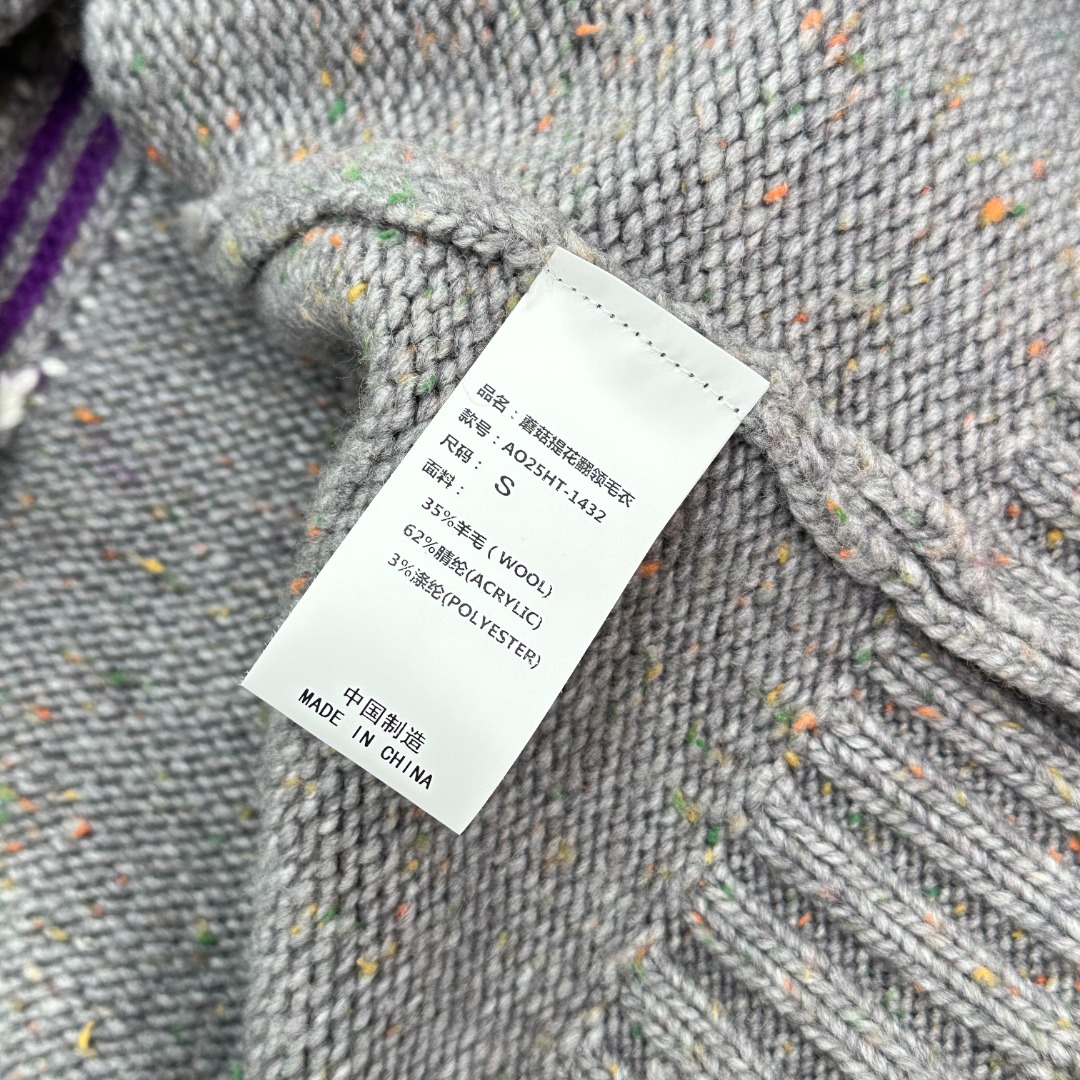 品名：蘑菇提花翻领毛衣
款号：AO25HT-1432
尺码： S
面料：
35%羊毛 ( WOOL)
62%腈纶(ACRYLIC)
3%涤纶(POLYESTER)
中国制造
MADE IN CHINA